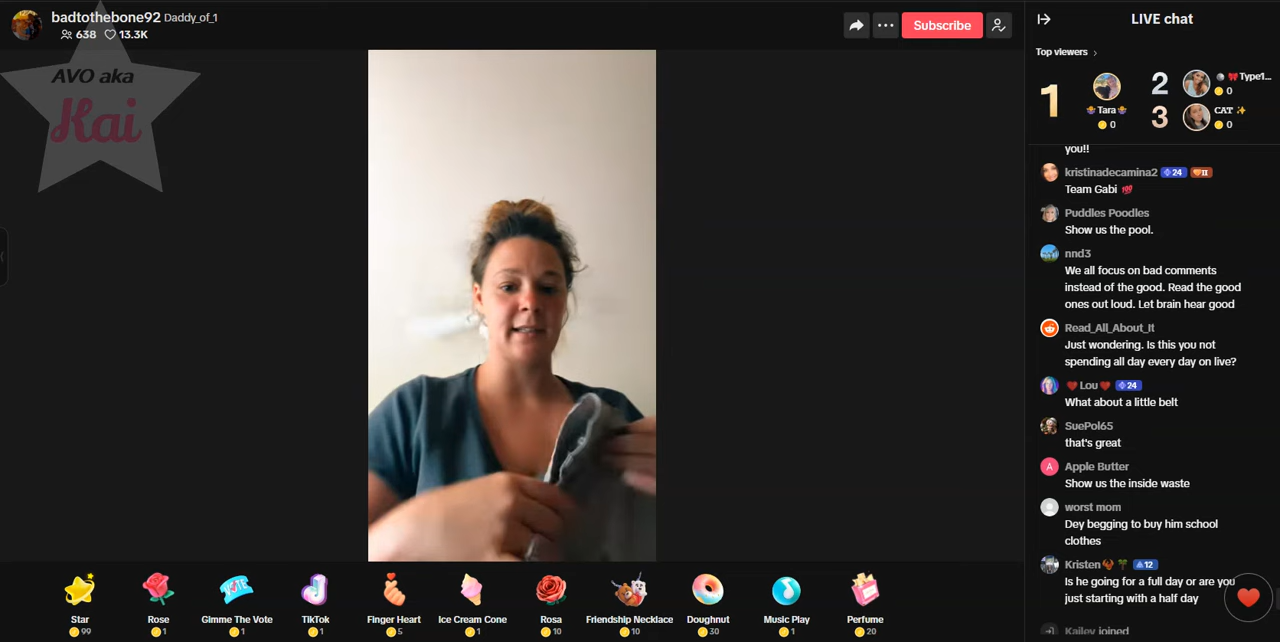 badtothebone92 Daddy_of_1
638 13.3K
Subscribe
AVO aka
Kai
LIVE chat
Top viewers >
1
Tara
0
2
Type1...
0
3
CAT
0
you!!
kristinadecamina2 24 II
Team Gabi 💯
Puddles Poodles
Show us the pool.
nnd3
We all focus on bad comments
instead of the good. Read the good
ones out loud. Let brain hear good
Read_All_About_It
Just wondering. Is this you not
spending all day every day on live?
❤️ Lou ❤️ 24
What about a little belt
SuePol65
that's great
A Apple Butter
Show us the inside waste
worst mom
Dey begging to buy him school
clothes
Kristen 12
Is he going for a full day or are you
just starting with a half day
Kailey joined
Star Rose Gimme The Vote TikTok Finger Heart Ice Cream Cone Rosa Friendship Necklace Doughnut Music Play Perfume
99 1 1 1 5 1 10 10 30 1 20